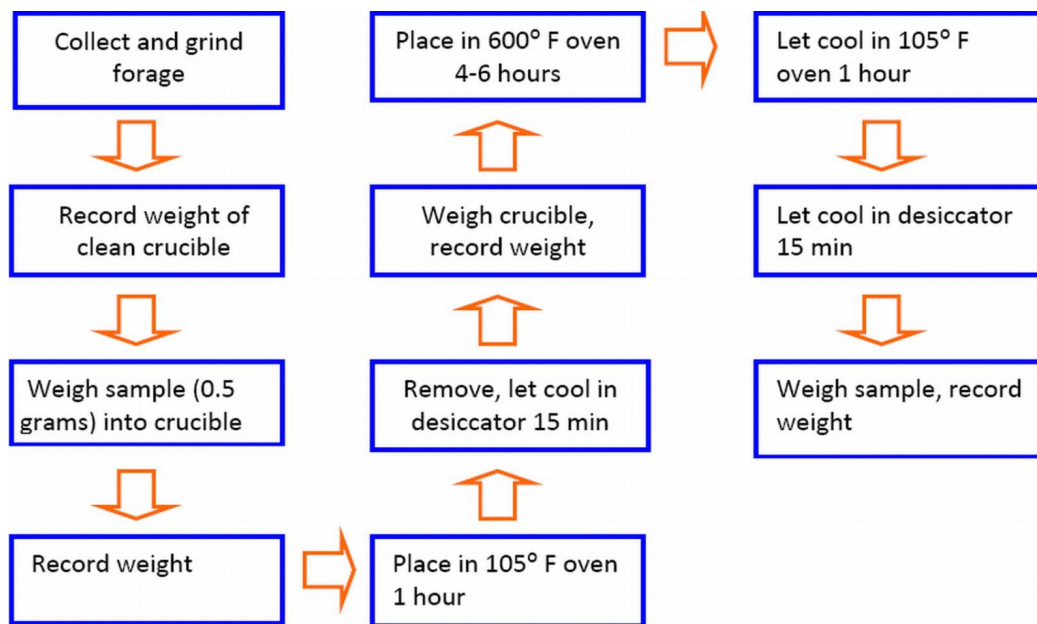 Collect and grind
forage
Record weight of
clean crucible
Weigh sample (0.5
grams) into crucible
Record weight
Place in 105° F oven
1 hour
Remove, let cool in
desiccator 15 min
Weigh crucible,
record weight
Place in 600° F oven
4-6 hours
Let cool in 105° F
oven 1 hour
Let cool in desiccator
15 min
Weigh sample, record
weight